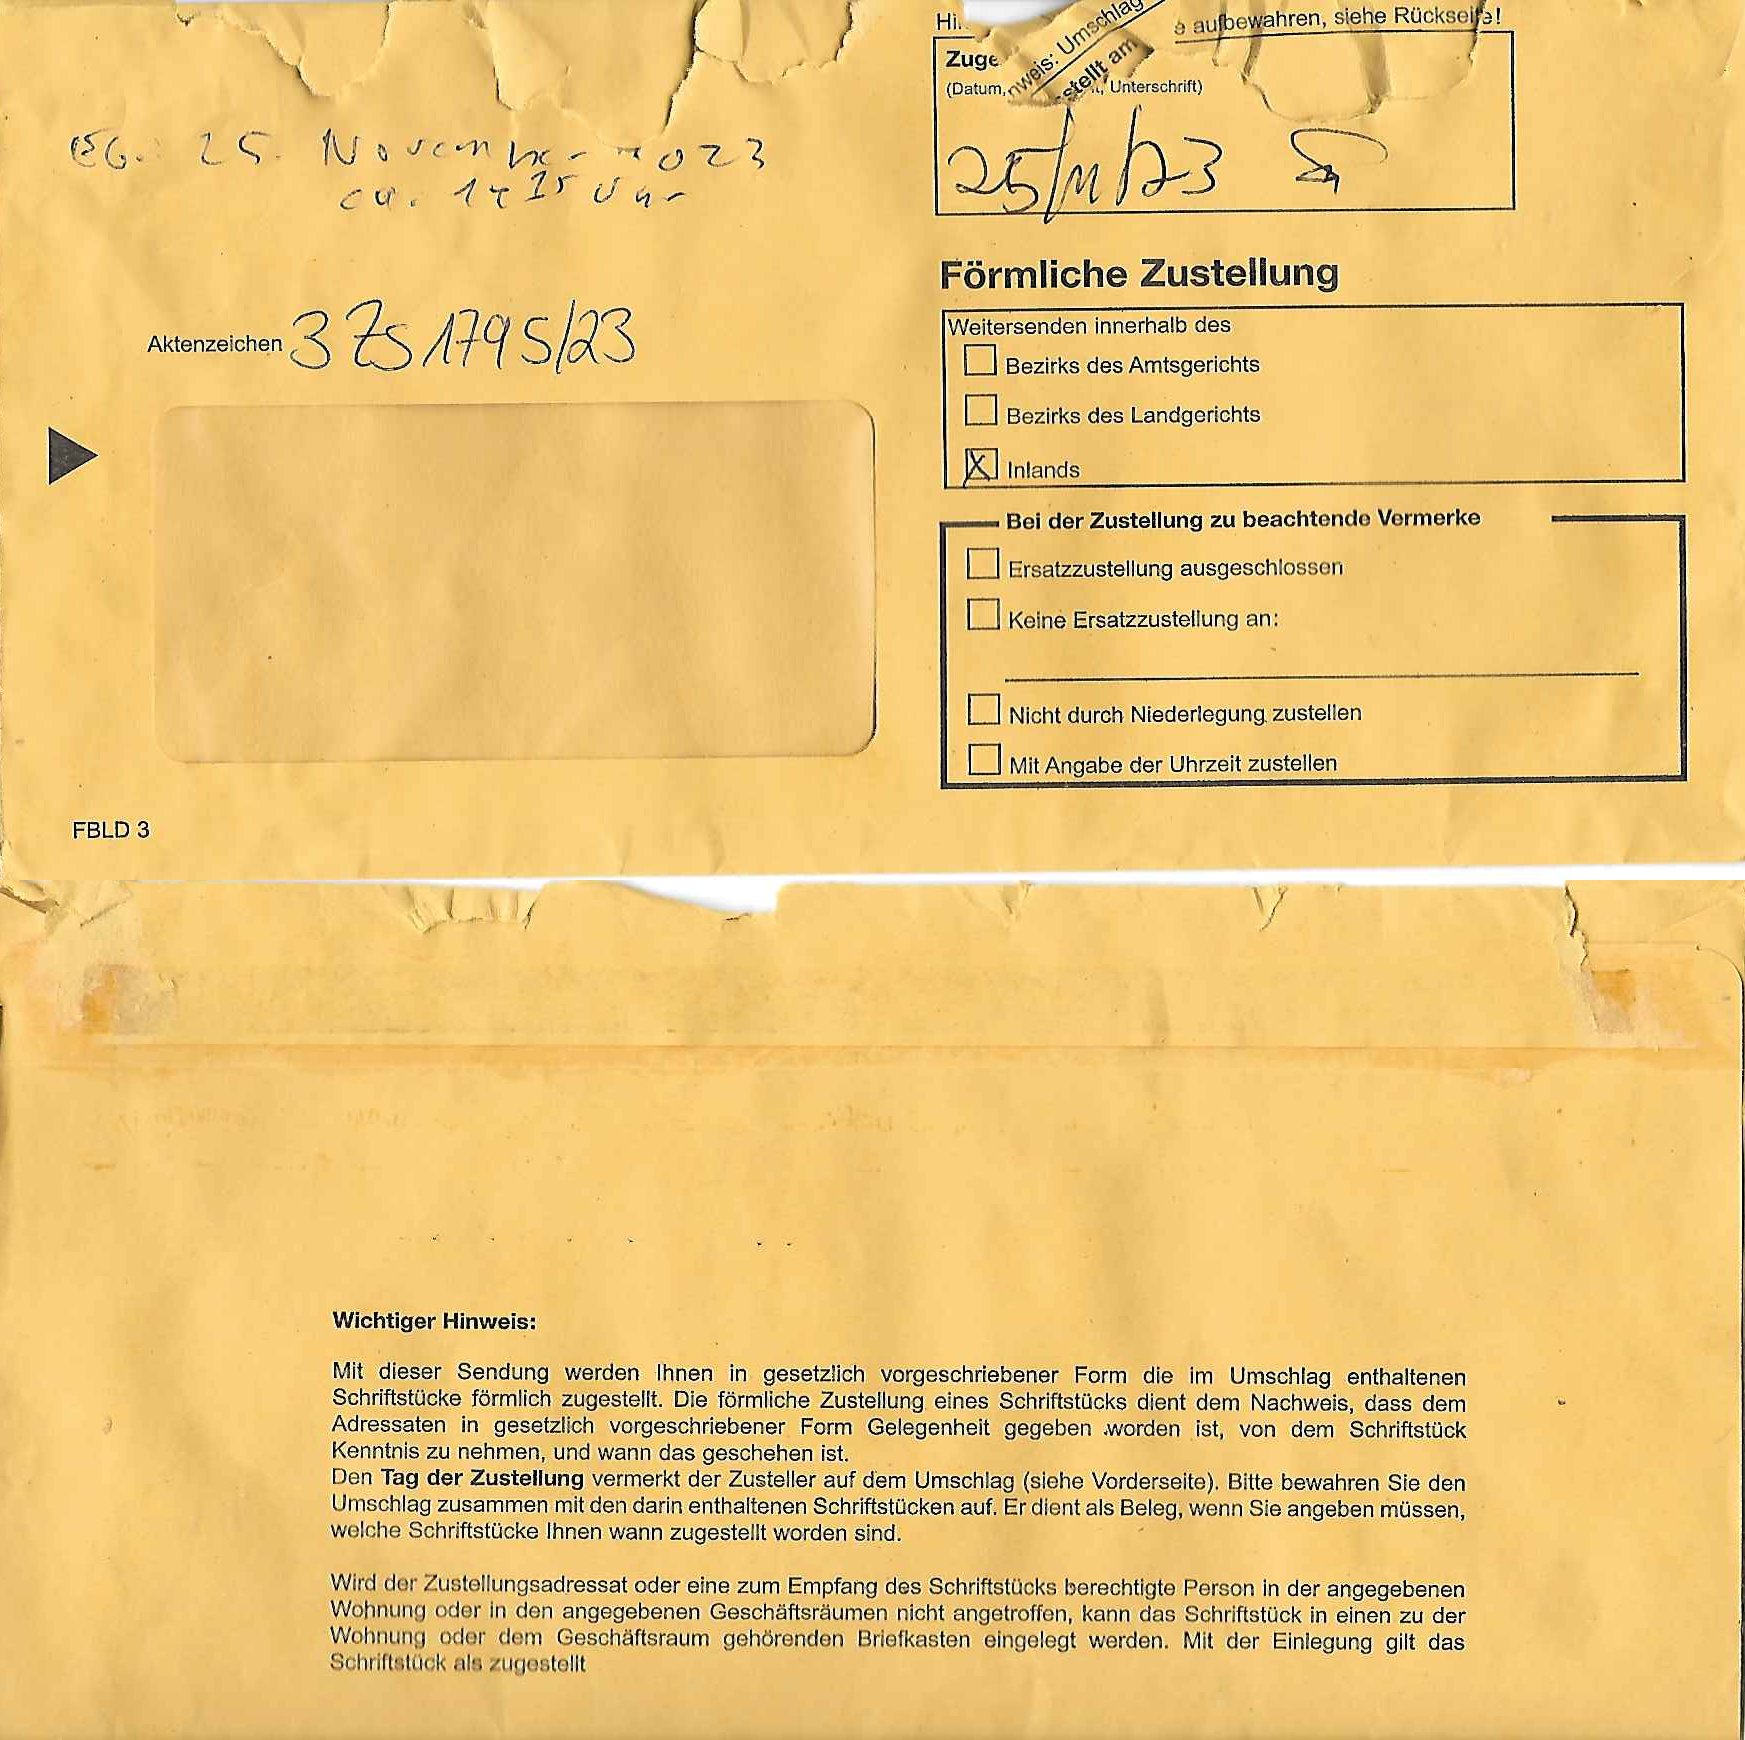 Hi. nweis: Umschlag e aufbewahren, siehe Rückseite!
Zuge stellt am
(Datum, Unterschrift)
25/11/23
EG.: 25. November 2023
ca. 14 Uhr
Förmliche Zustellung
Aktenzeichen 3 Zs 1795/23
Weitersenden innerhalb des
Bezirks des Amtsgerichts
Bezirks des Landgerichts
X Inlands
Bei der Zustellung zu beachtende Vermerke
Ersatzzustellung ausgeschlossen
Keine Ersatzzustellung an:
Nicht durch Niederlegung zustellen
Mit Angabe der Uhrzeit zustellen
FBLD 3
Wichtiger Hinweis:
Mit dieser Sendung werden Ihnen in gesetzlich vorgeschriebener Form die im Umschlag enthaltenen
Schriftstücke förmlich zugestellt. Die förmliche Zustellung eines Schriftstücks dient dem Nachweis, dass dem
Adressaten in gesetzlich vorgeschriebener Form Gelegenheit gegeben worden ist, von dem Schriftstück
Kenntnis zu nehmen, und wann das geschehen ist.
Den Tag der Zustellung vermerkt der Zusteller auf dem Umschlag (siehe Vorderseite). Bitte bewahren Sie den
Umschlag zusammen mit den darin enthaltenen Schriftstücken auf. Er dient als Beleg, wenn Sie angeben müssen,
welche Schriftstücke Ihnen wann zugestellt worden sind.
Wird der Zustellungsadressat oder eine zum Empfang des Schriftstücks berechtigte Person in der angegebenen
Wohnung oder in den angegebenen Geschäftsräumen nicht angetroffen, kann das Schriftstück in einen zu der
Wohnung oder dem Geschäftsraum gehörenden Briefkasten eingelegt werden. Mit der Einlegung gilt das
Schriftstück als zugestellt